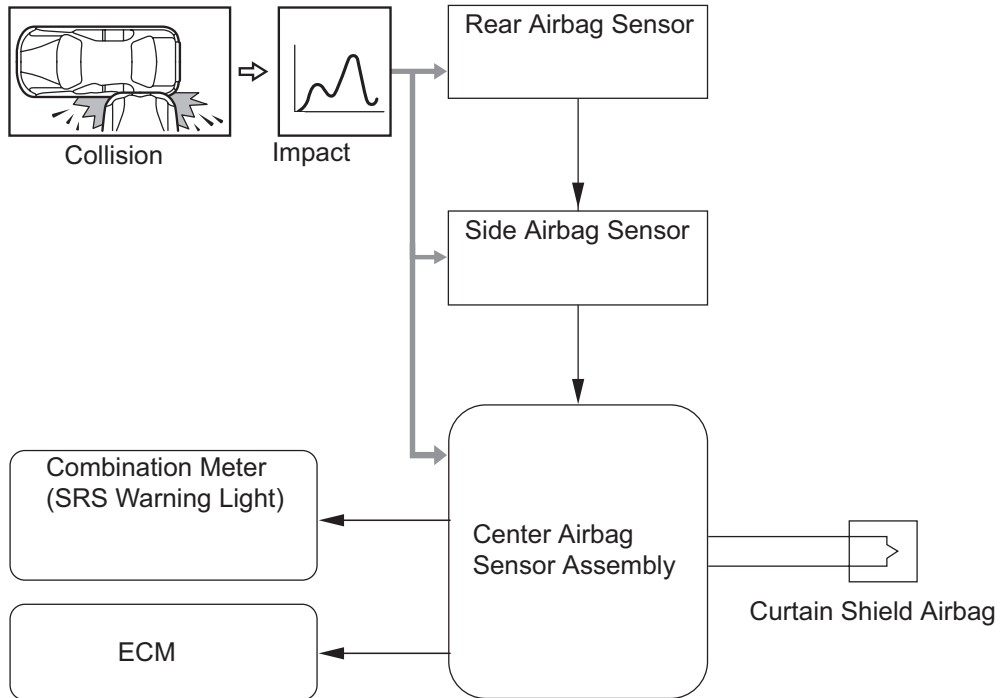 Rear Airbag Sensor
Collision
Impact
Side Airbag Sensor
Combination Meter
(SRS Warning Light)
Center Airbag
Sensor Assembly
Curtain Shield Airbag
ECM